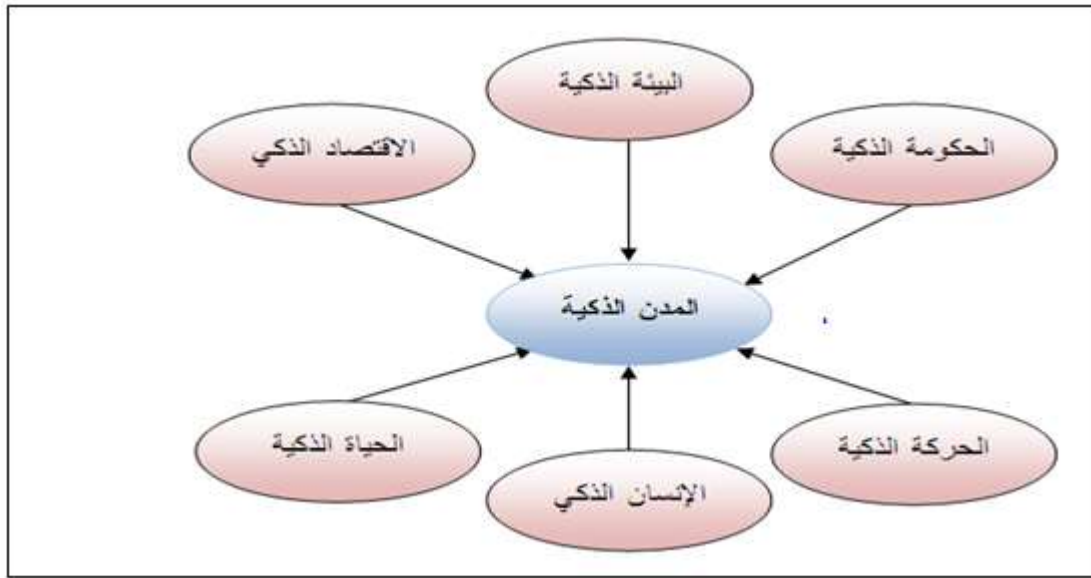 البيئة الذكية
الحكومة الذكية
الاقتصاد الذكي
المدن الذكية
الحركة الذكية
الحياة الذكية
الإنسان الذكي